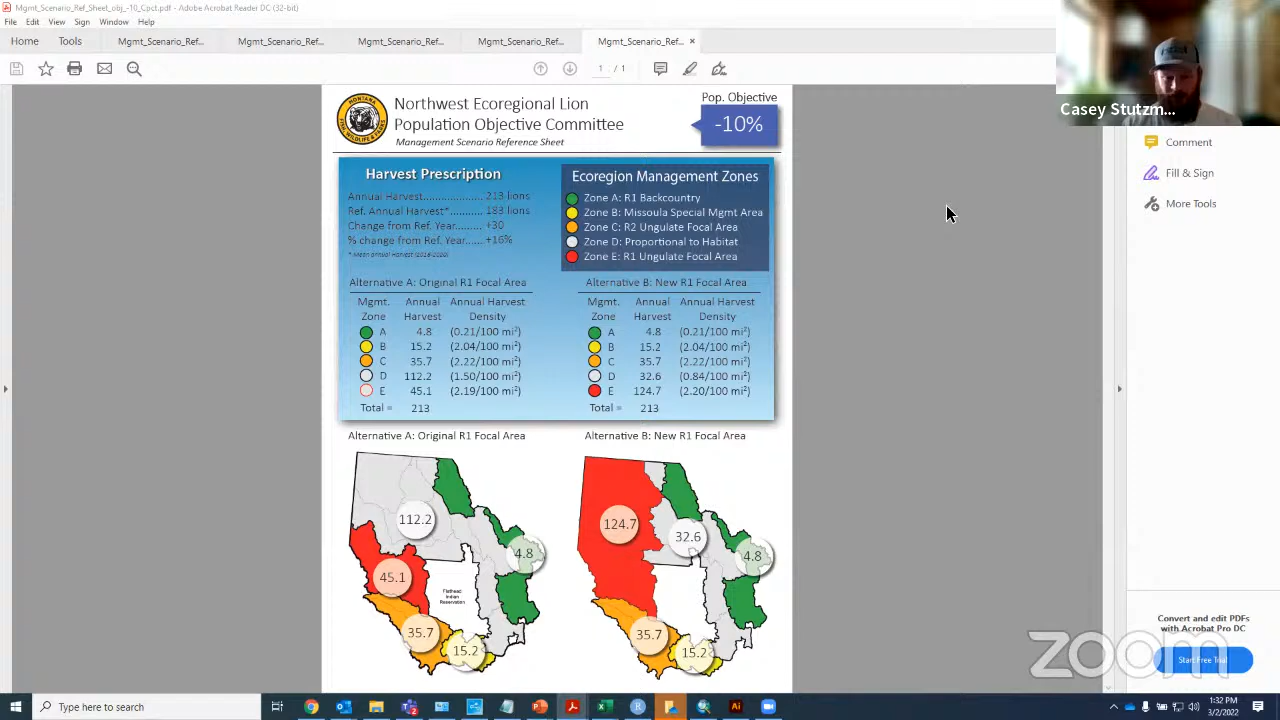 Mgmt_Scenario_Ref_Sheet_obj_-10_Cpct.pdf - Adobe Acrobat Reader DC (32-bit)
File Edit View Sign Window Help
Home Tools Mgmt_Scenario_Ref... Mgmt_Scenario_Ref... Mgmt_Scenario_Ref... Mgmt_Scenario_Ref... Mgmt_Scenario_Ref... ×
1 / 1
Casey Stutzm...
Comment
Fill & Sign
More Tools
MONTANA
Northwest Ecoregional Lion
Population Objective Committee
Management Scenario Reference Sheet
Pop. Objective
-10%
Harvest Prescription
Annual Harvest..................... 213 lions
Ref. Annual Harvest*........... 183 lions
Change from Ref. Year......... +30
% change from Ref. Year...... +16%
* Mean annual Harvest (2016-2020)
Ecoregion Management Zones
Zone A: R1 Backcountry
Zone B: Missoula Special Mgmt Area
Zone C: R2 Ungulate Focal Area
Zone D: Proportional to Habitat
Zone E: R1 Ungulate Focal Area
Alternative A: Original R1 Focal Area
Mgmt. Annual Annual Harvest
Zone Harvest Density
A 4.8 (0.21/100 mi²)
B 15.2 (2.04/100 mi²)
C 35.7 (2.22/100 mi²)
D 112.2 (1.50/100 mi²)
E 45.1 (2.19/100 mi²)
Total = 213
Alternative B: New R1 Focal Area
Mgmt. Annual Annual Harvest
Zone Harvest Density
A 4.8 (0.21/100 mi²)
B 15.2 (2.04/100 mi²)
C 35.7 (2.22/100 mi²)
D 32.6 (0.84/100 mi²)
E 124.7 (2.20/100 mi²)
Total = 213
Alternative A: Original R1 Focal Area
112.2
4.8
45.1
Flathead
Indian
Reservation
35.7
15.2
Alternative B: New R1 Focal Area
124.7
32.6
4.8
35.7
15.2
Convert and edit PDFs
with Acrobat Pro DC
Start Free Trial
zoom
Type here to search
1:32 PM
3/2/2022